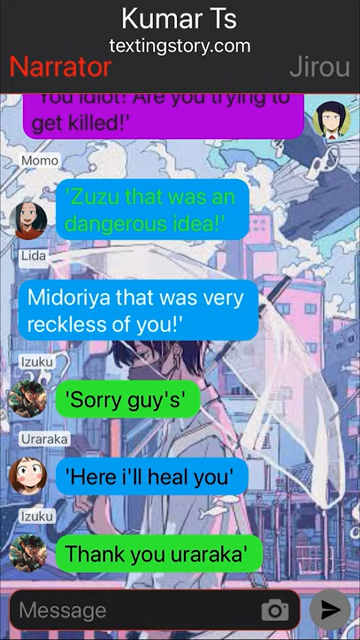 Kumar Ts
textingstory.com
Narrator
Jirou
'You idiot! Are you trying to
get killed!'
Momo
'Zuzu that was an
dangerous idea!'
Lida
Midoriya that was very
reckless of you!'
Izuku
'Sorry guy's'
Uraraka
'Here i'll heal you'
Izuku
Thank you uraraka'
Message